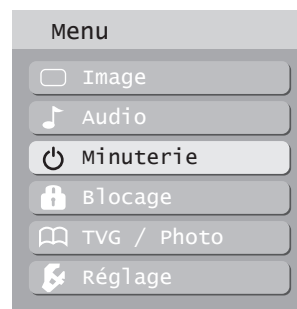 Menu
Image
Audio
Minuterie
Blocage
TVG / Photo
Réglage